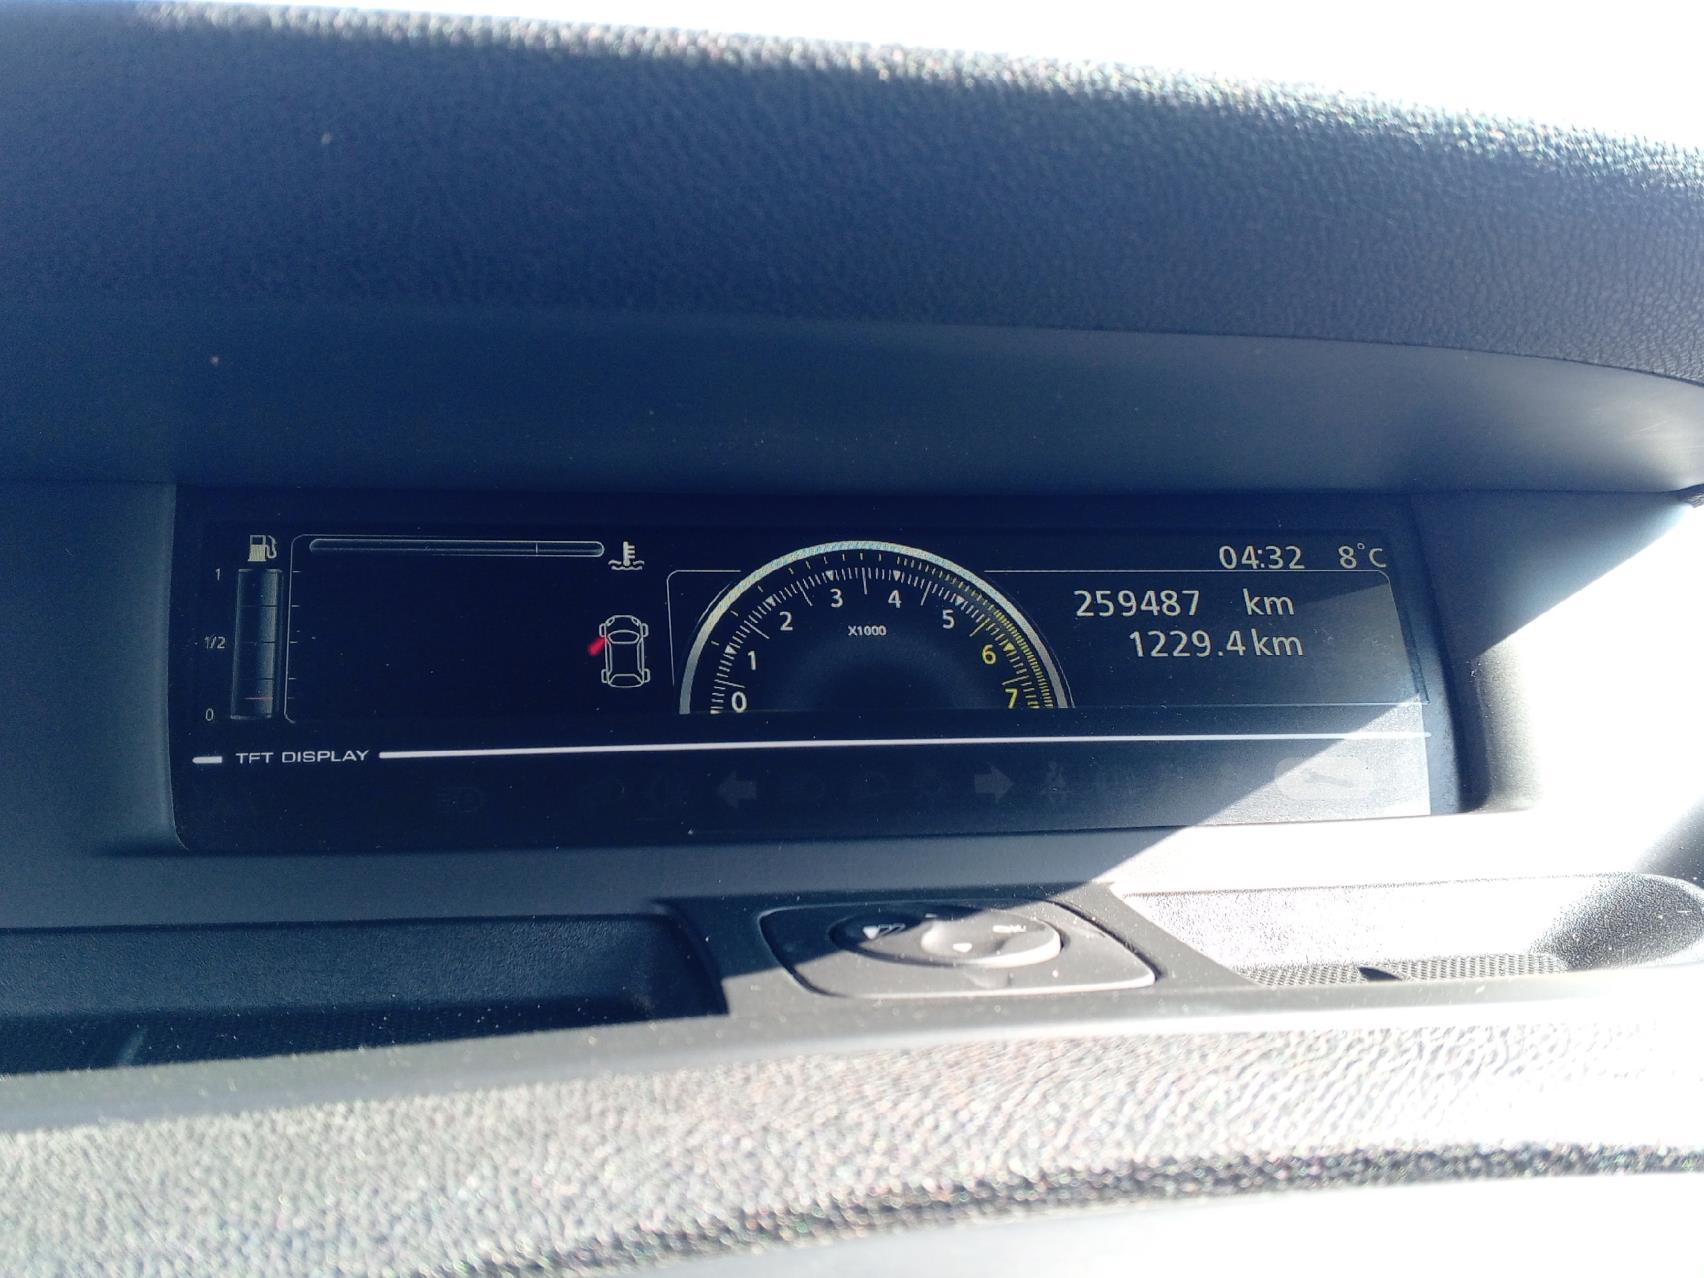 04:32 8°C
1
259487 km
1/2
1229.4 km
0
0 1 2 3 4 5 6 7
X1000
TFT DISPLAY